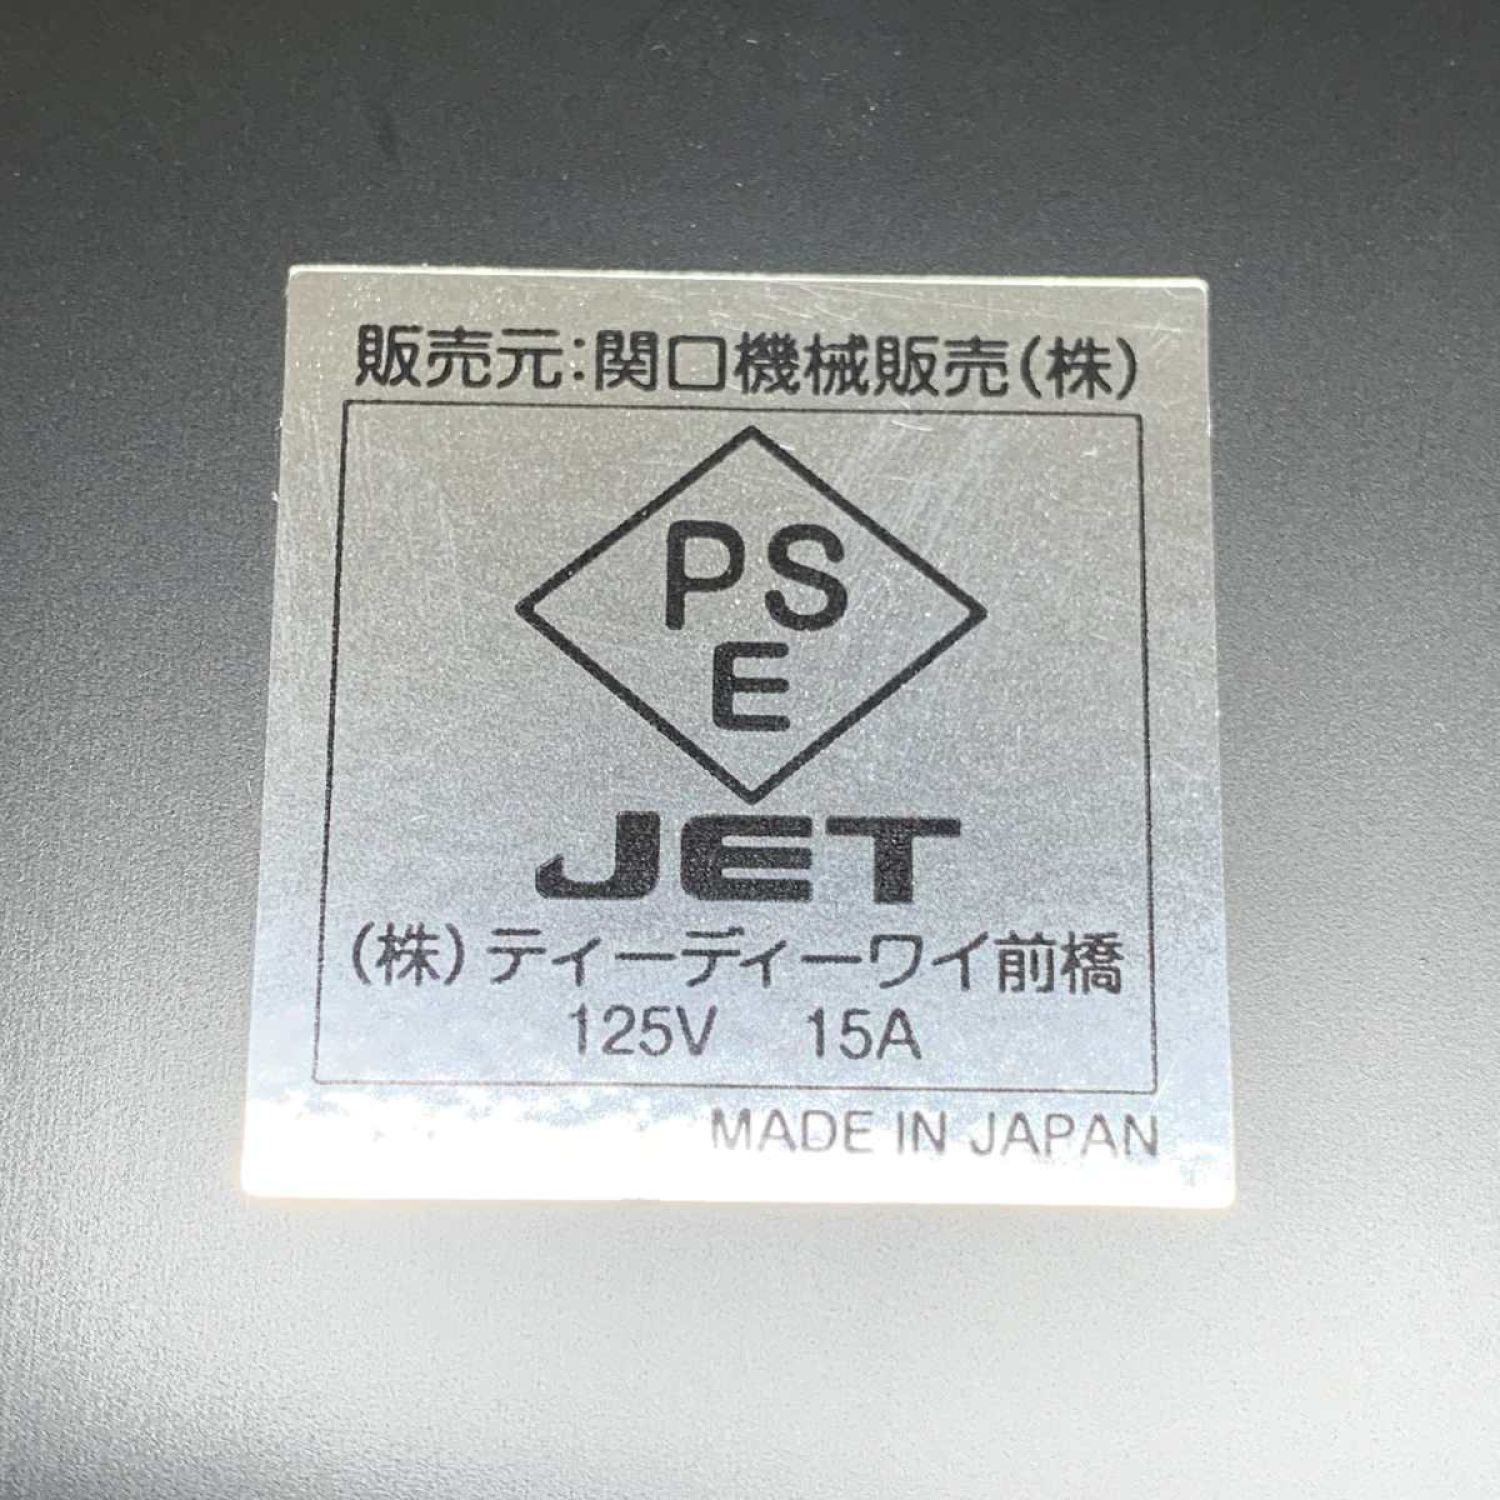 販売元:関口機械販売(株)
PS
E
JET
(株)ティーディーワイ前橋
125V 15A
MADE IN JAPAN